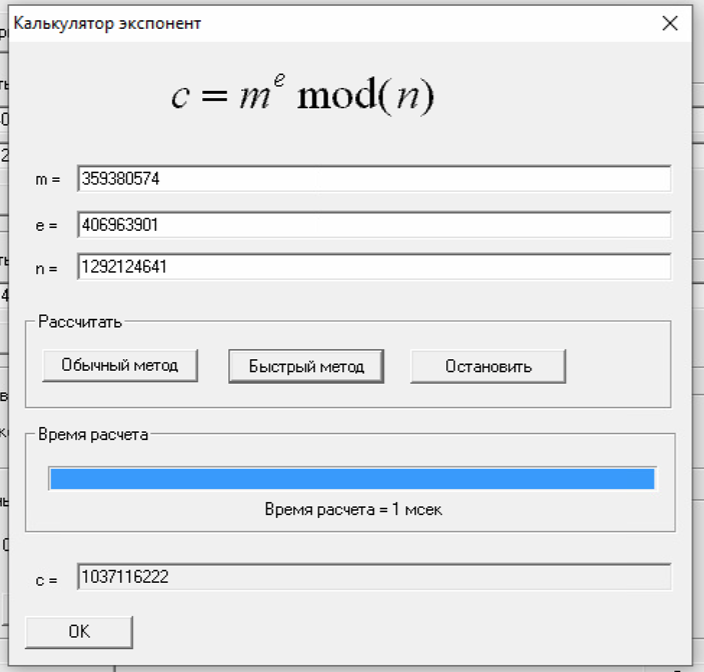 Калькулятор экспонент
c = m^e mod(n)
m = 359380574
e = 406963901
n = 1292124641
Рассчитать
Обычный метод Быстрый метод Остановить
Время расчета
Время расчета = 1 мсек
c = 1037116222
OK